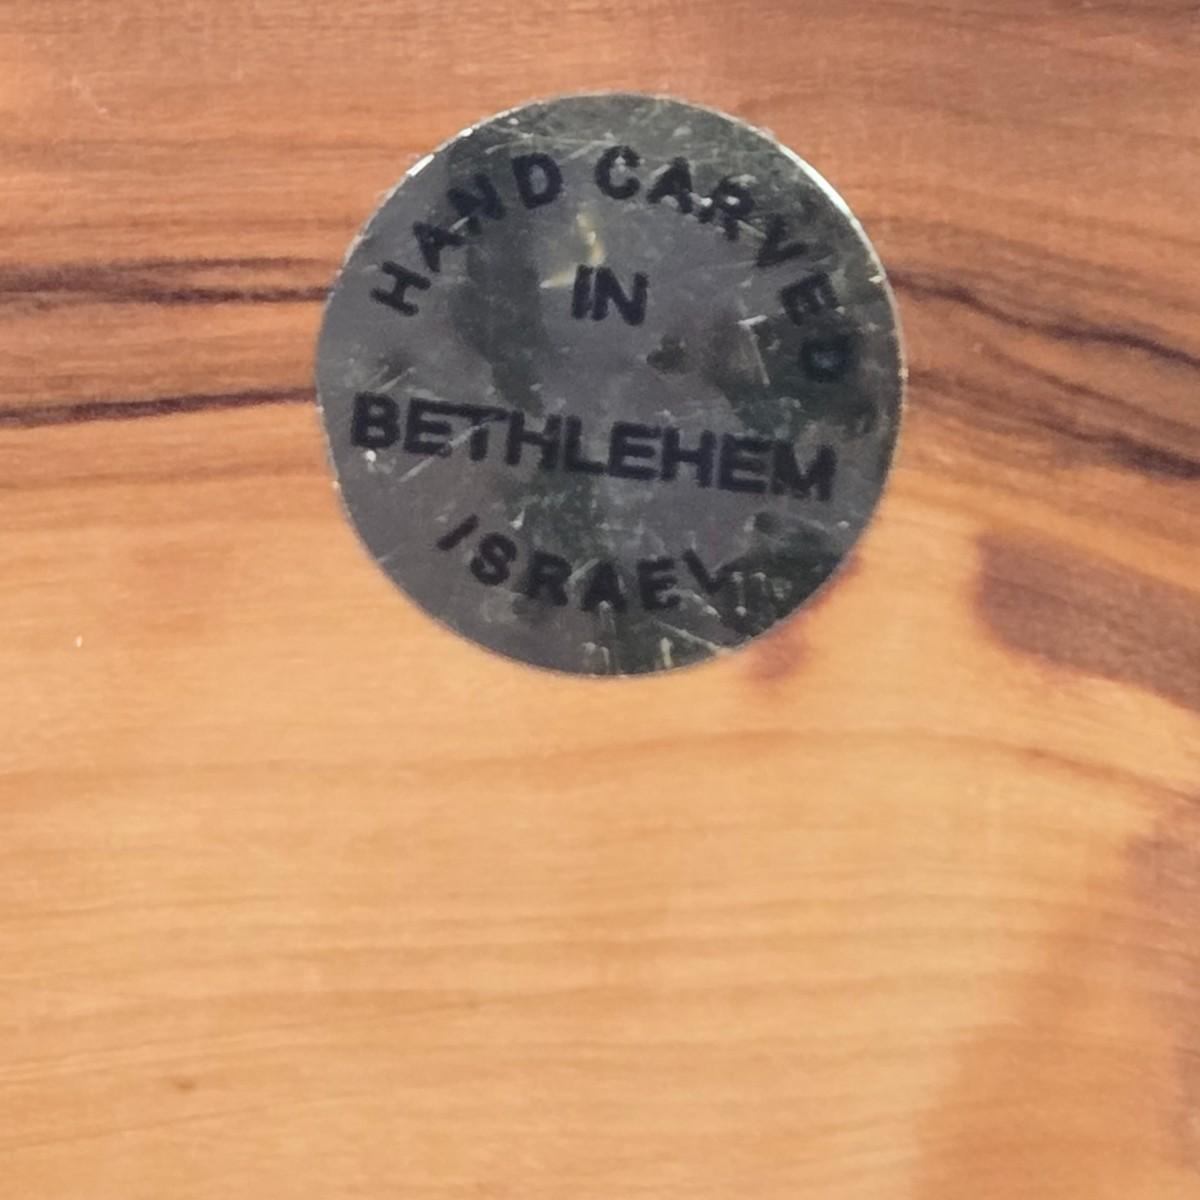 HAND CARVED
IN
BETHLEHEM
ISRAEL